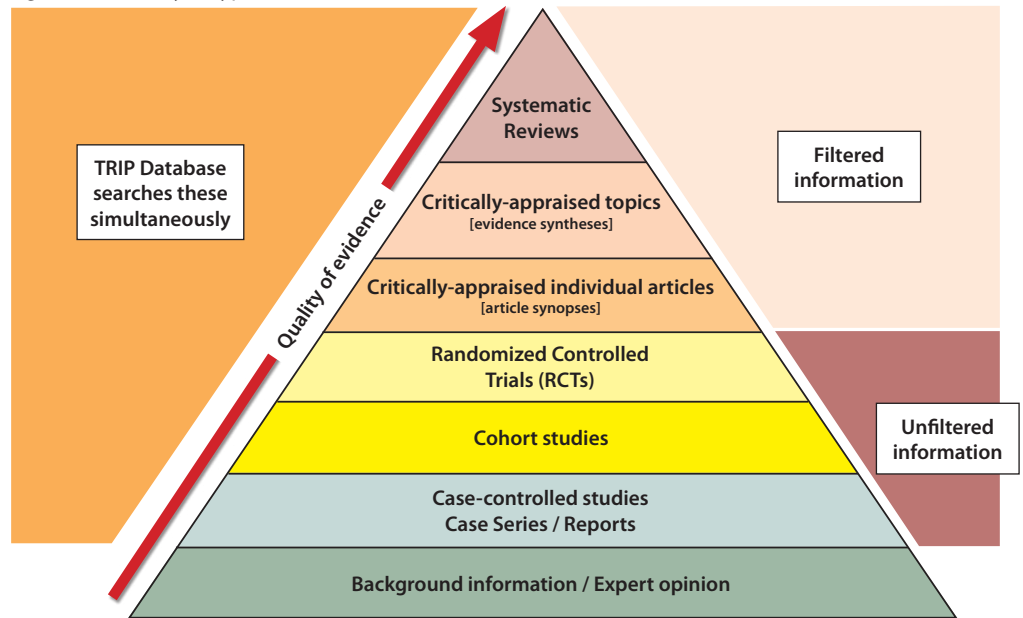 Systematic
Reviews
TRIP Database
searches these
simultaneously
Filtered
information
Quality of evidence
Critically-appraised topics
[evidence syntheses]
Critically-appraised individual articles
[article synopses]
Randomized Controlled
Trials (RCTs)
Unfiltered
information
Cohort studies
Case-controlled studies
Case Series / Reports
Background information / Expert opinion